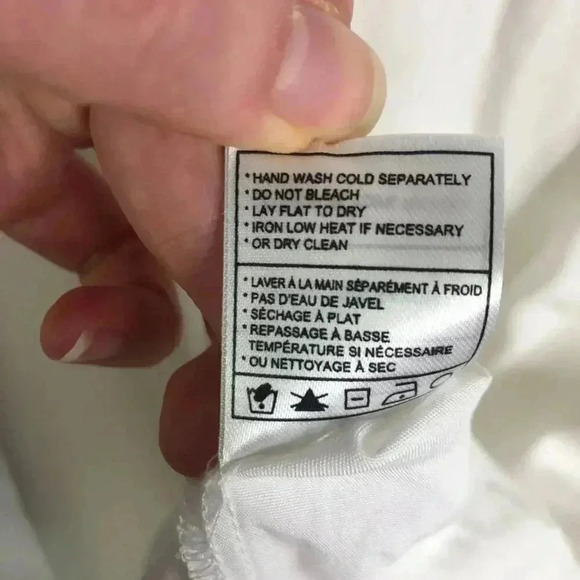 * HAND WASH COLD SEPARATELY
* DO NOT BLEACH
* LAY FLAT TO DRY
* IRON LOW HEAT IF NECESSARY
* OR DRY CLEAN
* LAVER À LA MAIN SÉPARÉMENT À FROID
* PAS D'EAU DE JAVEL
* SÉCHAGE À PLAT
* REPASSAGE À BASSE
TEMPÉRATURE SI NÉCESSAIRE
* OU NETTOYAGE À SEC